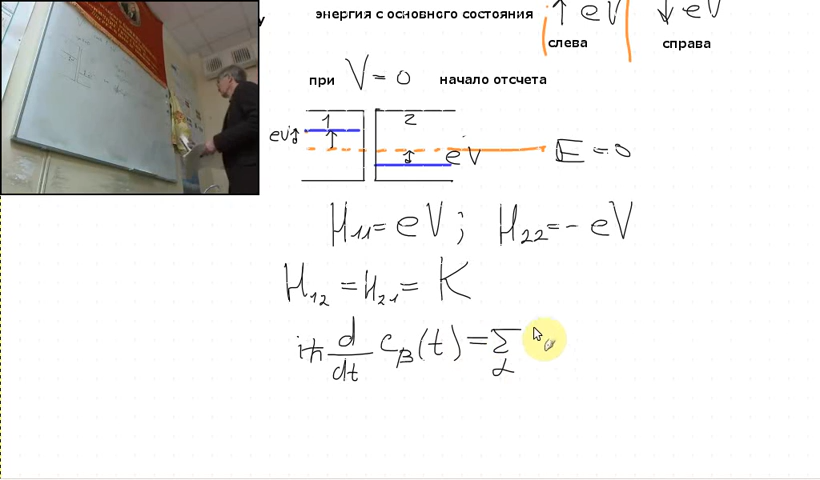 у
энергия с основного состояния ↑ eV ↓ eV
слева справа
при V = 0 начало отсчета
1 2
eV eV E = 0
H₁₁ = eV ; H₂₂ = - eV
H₁₂ = H₂₁ = K
iħ d/dt c_β(t) = Σ_α